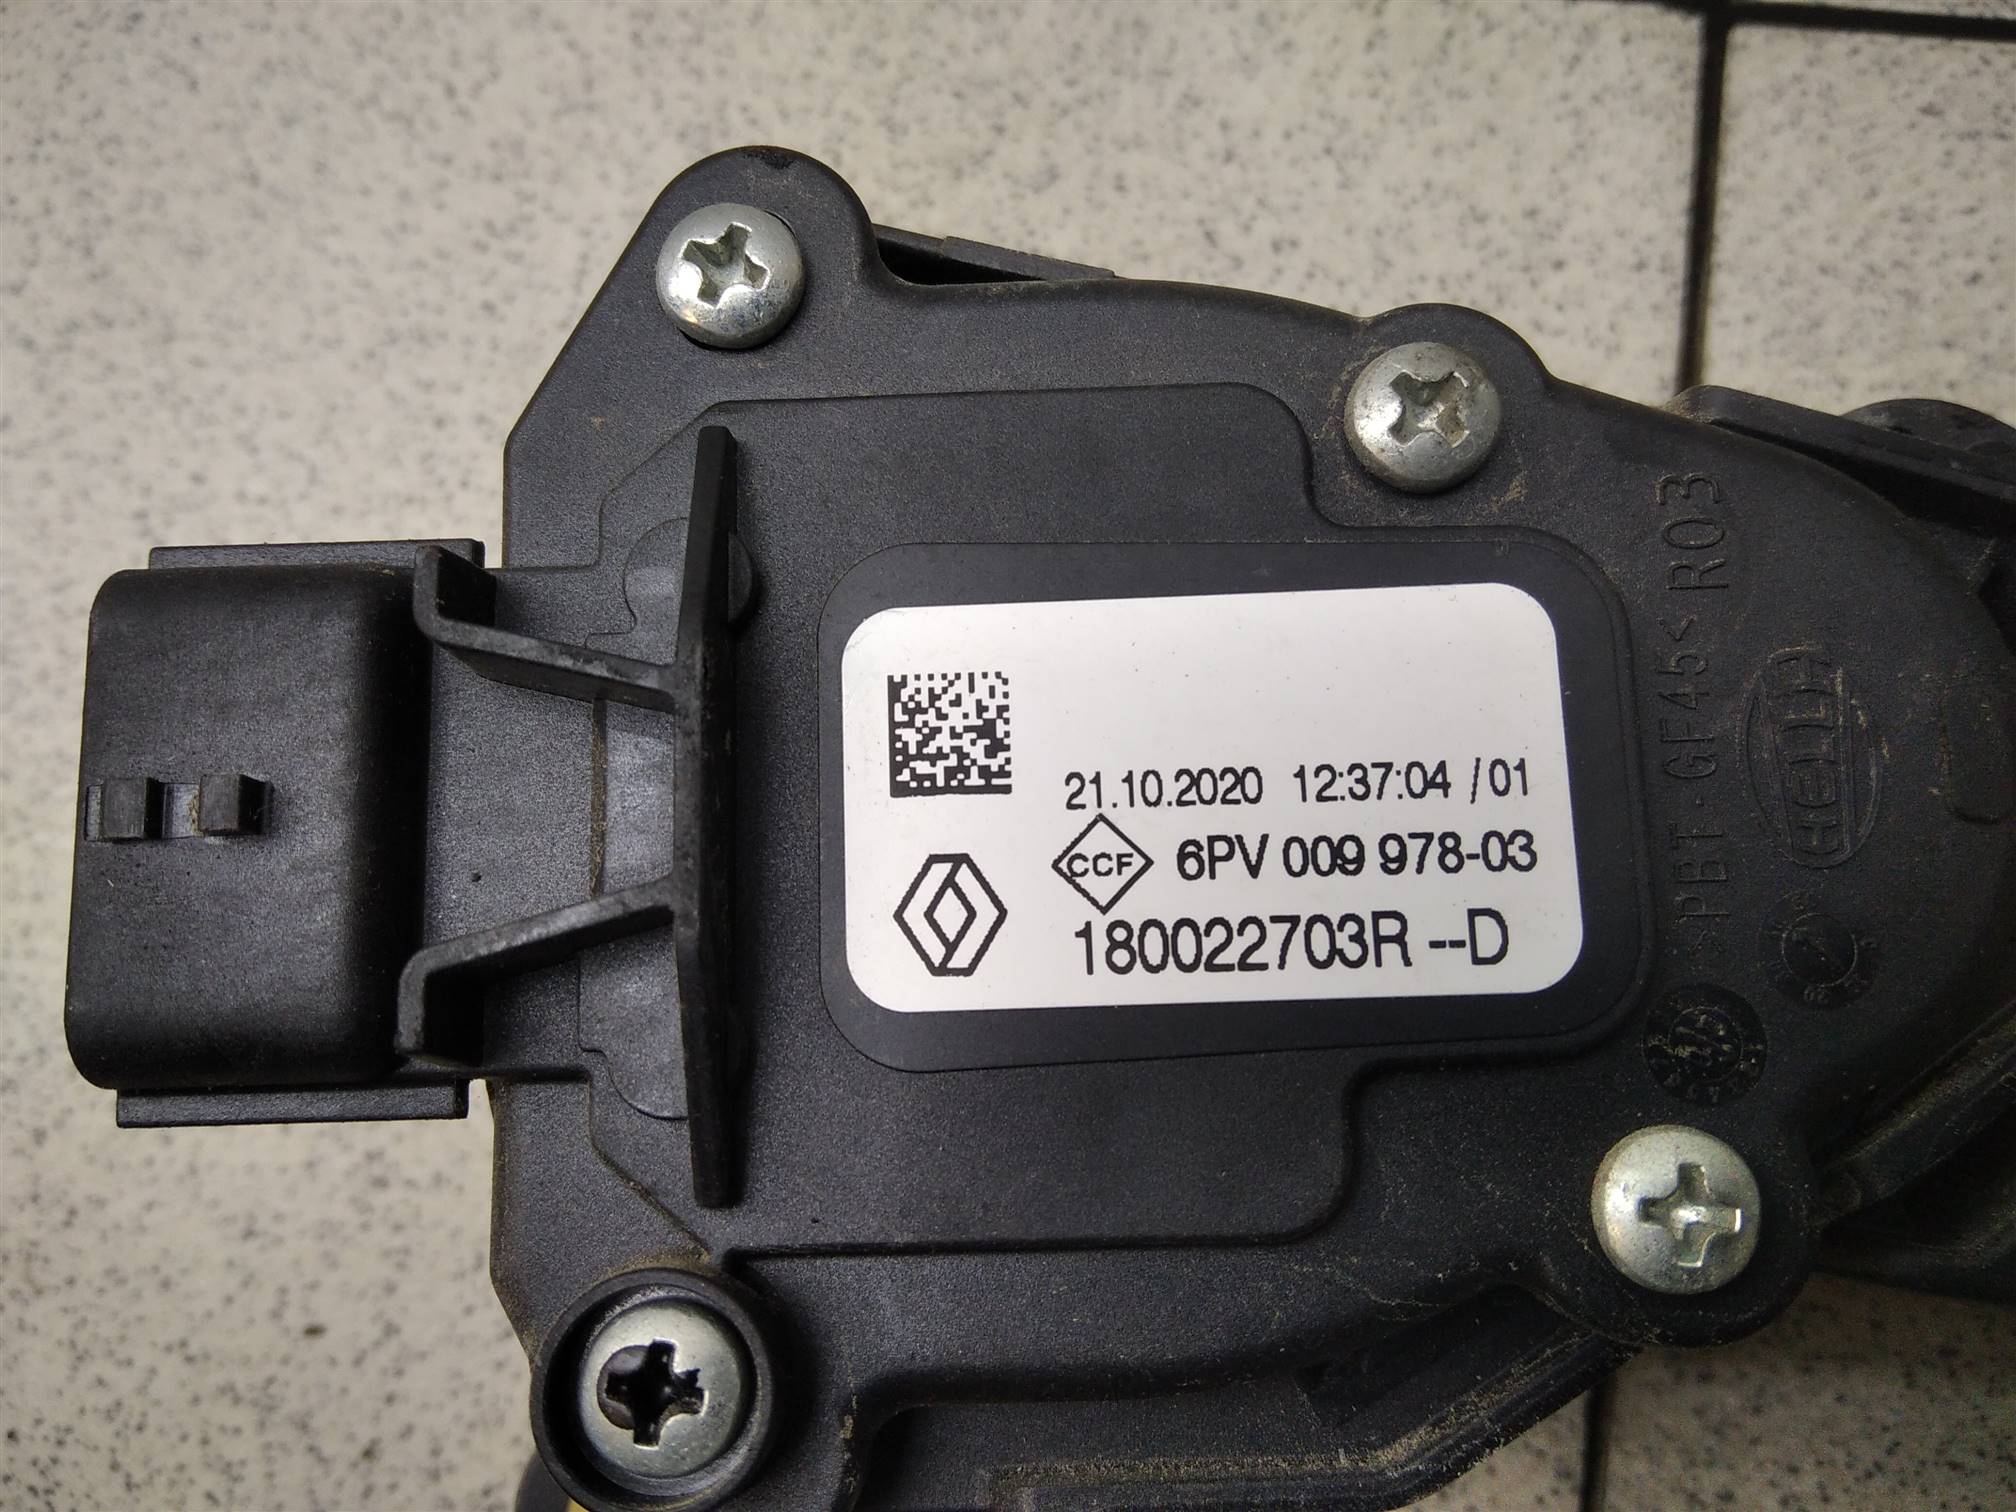 21.10.2020 12:37:04 /01
CCF 6PV 009 978-03
180022703R --D
>PBT-GF45< R03
HELLA